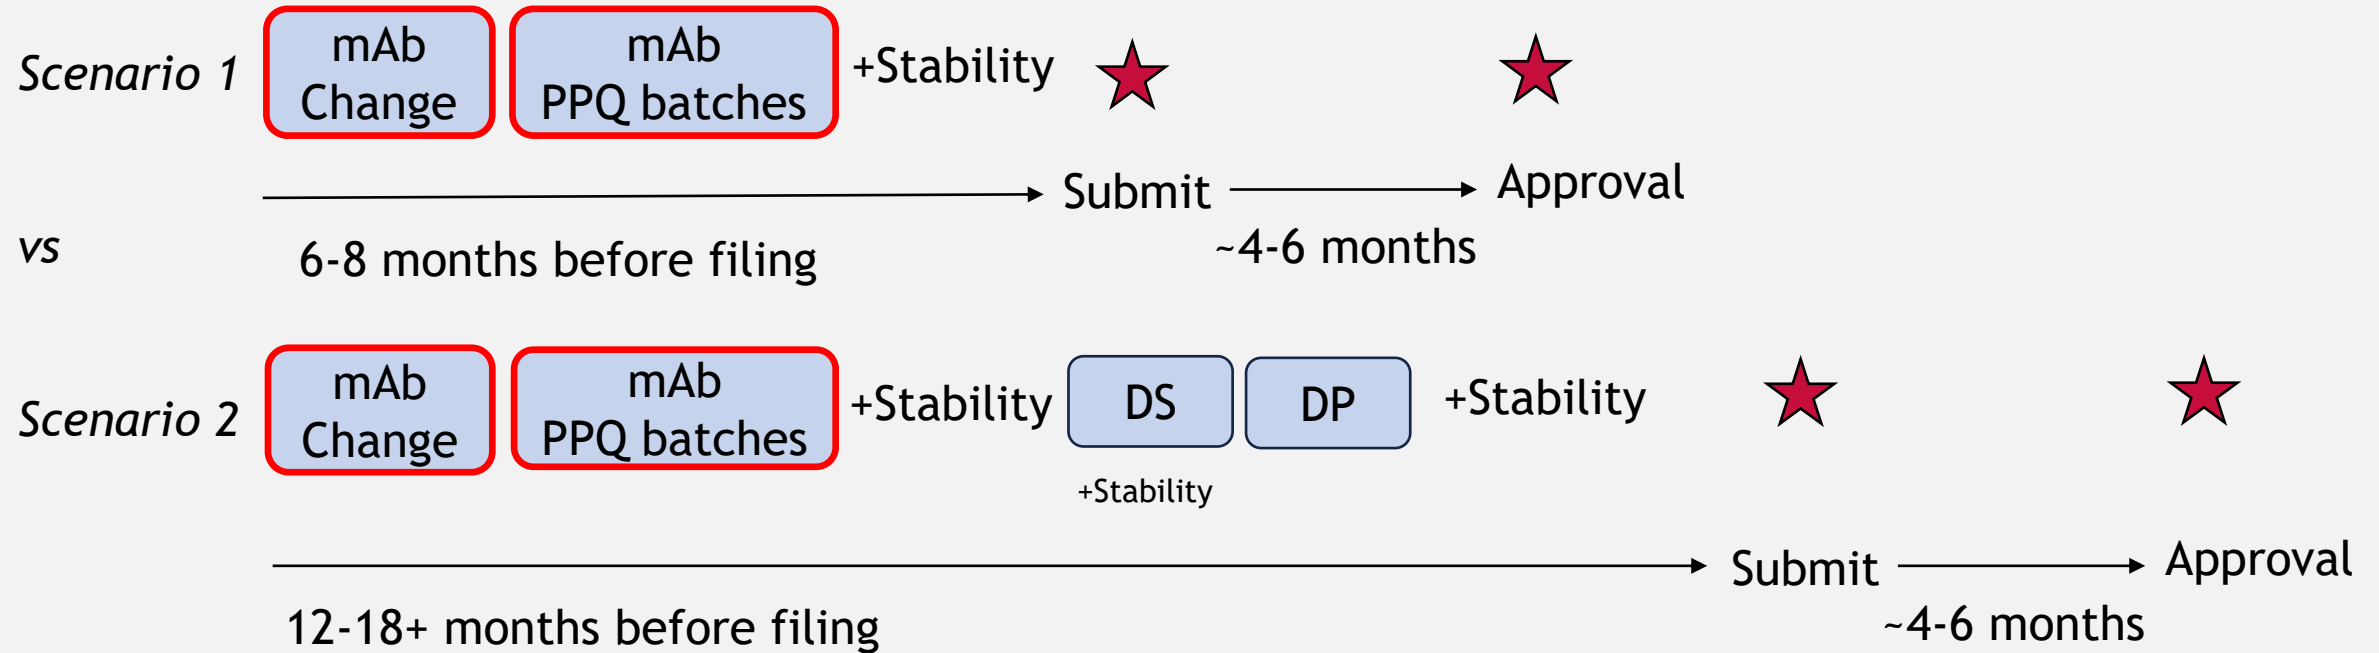 Scenario 1
mAb
Change
mAb
PPQ batches
+Stability
Submit
Approval
6-8 months before filing
~4-6 months
vs
Scenario 2
mAb
Change
mAb
PPQ batches
+Stability
DS
DP
+Stability
+Stability
Submit
Approval
12-18+ months before filing
~4-6 months